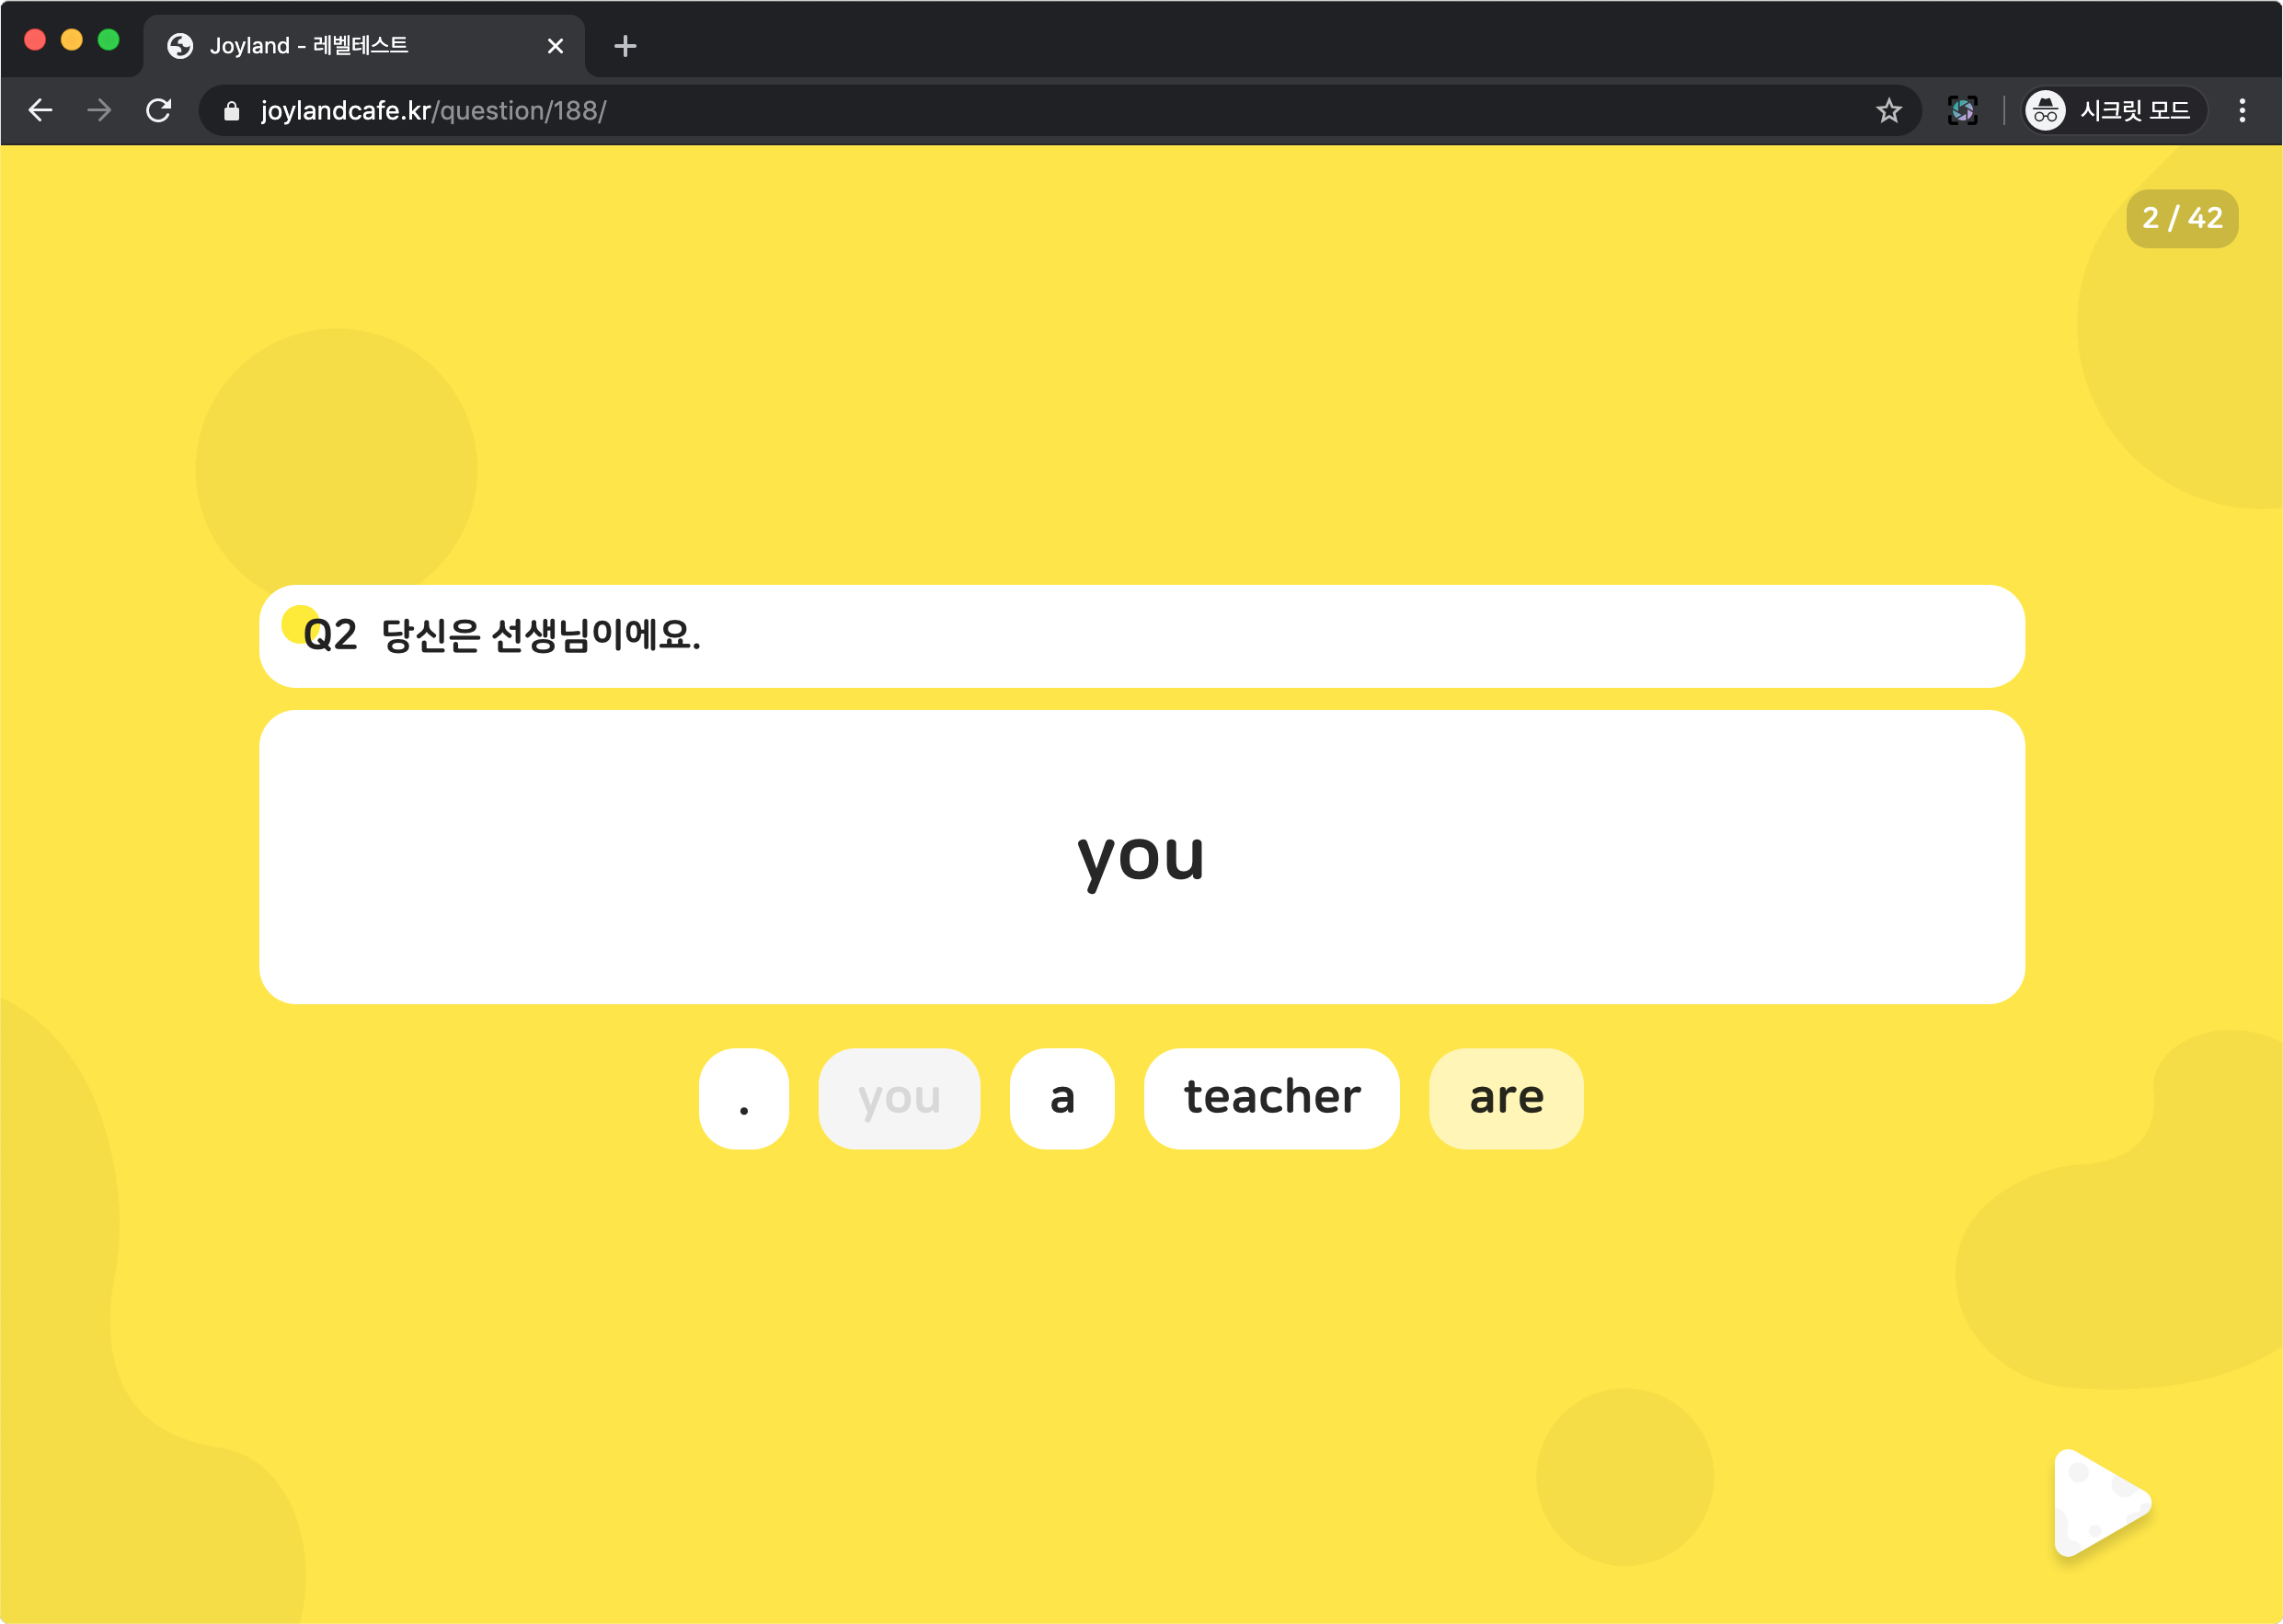 Joyland - 레벨테스트
joylandcafe.kr/question/188/
시크릿 모드
2 / 42
Q2 당신은 선생님이에요.
you
. you a teacher are